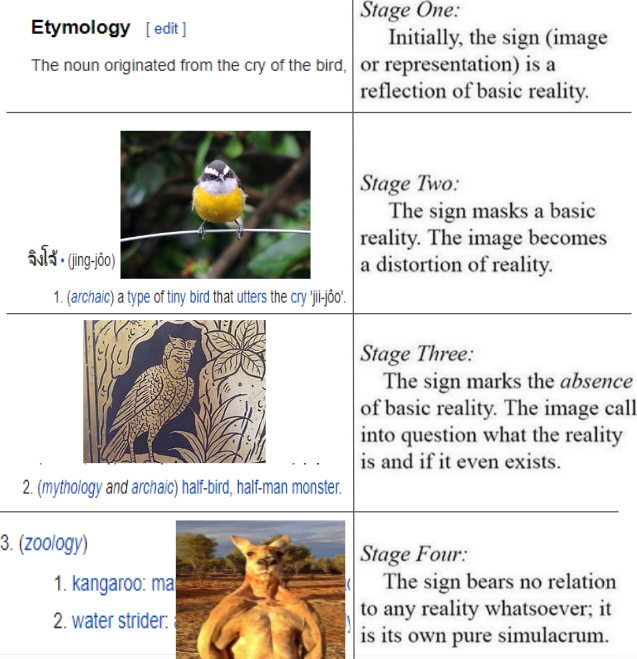 Etymology [ edit ]
The noun originated from the cry of the bird,
Stage One:
Initially, the sign (image
or representation) is a
reflection of basic reality.
จิงโจ้ • (jing-jôo)
1. (archaic) a type of tiny bird that utters the cry 'jii-jôo'.
Stage Two:
The sign masks a basic
reality. The image becomes
a distortion of reality.
2. (mythology and archaic) half-bird, half-man monster.
Stage Three:
The sign marks the absence
of basic reality. The image call
into question what the reality
is and if it even exists.
3. (zoology)
1. kangaroo: ma
2. water strider:
Stage Four:
The sign bears no relation
to any reality whatsoever; it
is its own pure simulacrum.